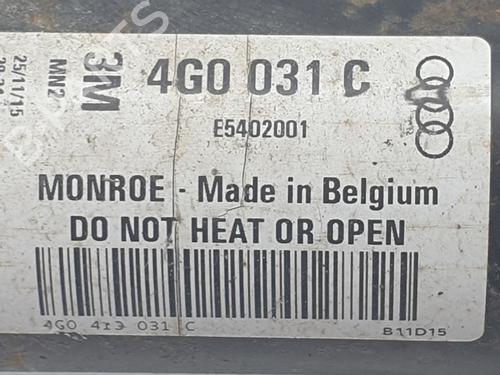 3M 4G0 031 C
25/11/15
MN2
E5402001
MONROE - Made in Belgium
DO NOT HEAT OR OPEN
4G0 413 031 C
B11D15